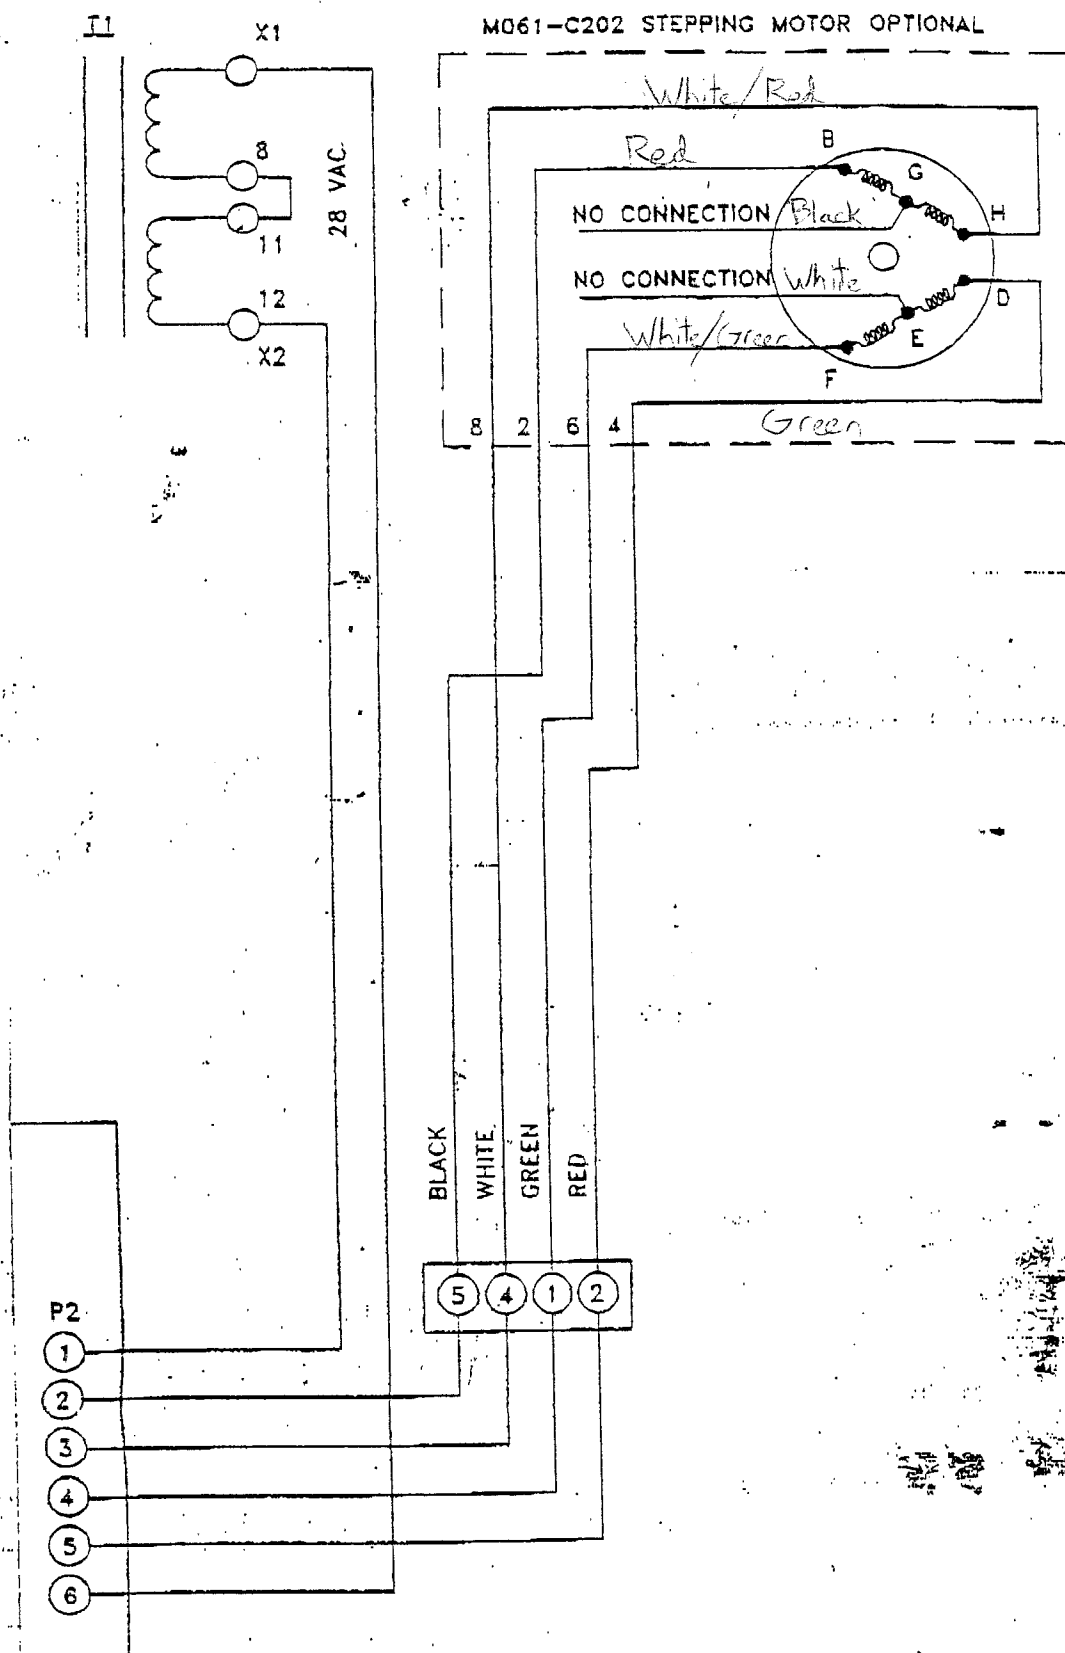 T1
X1
8
11
12
X2
28 VAC
M061-C202 STEPPING MOTOR OPTIONAL
White/Red
B
Red
G
NO CONNECTION Black
H
NO CONNECTION White
D
White/Green
E
F
8 2 6 4
Green
BLACK
WHITE
GREEN
RED
5 4 1 2
P2
1
2
3
4
5
6